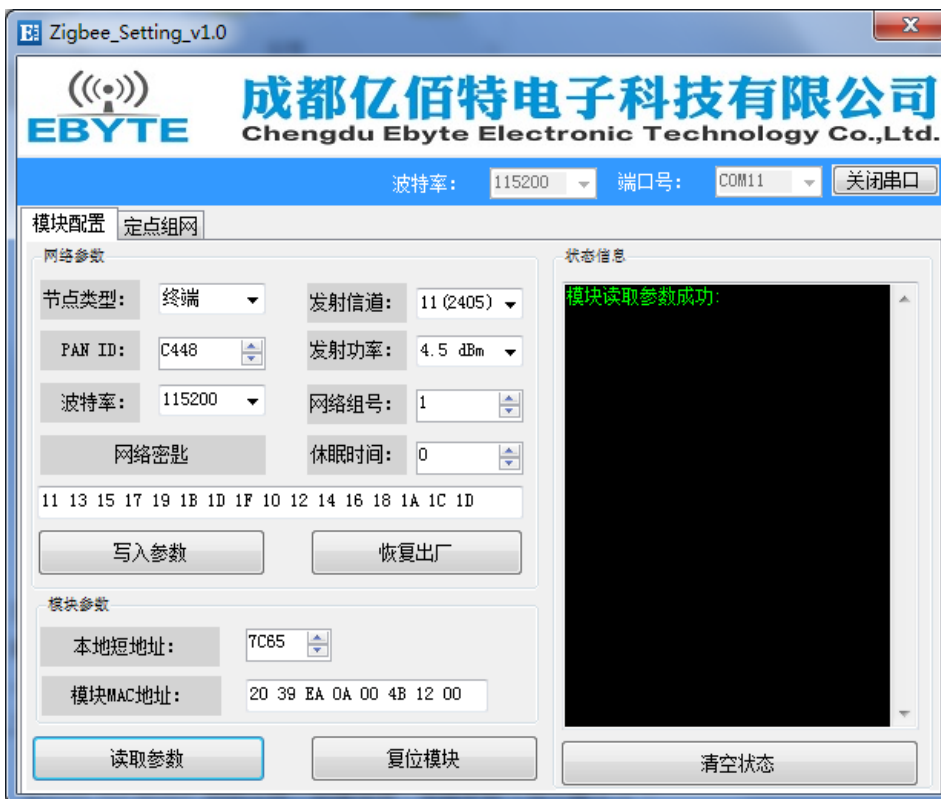 Zigbee_Setting_v1.0
EBYTE
成都亿佰特电子科技有限公司
Chengdu Ebyte Electronic Technology Co.,Ltd.
波特率： 115200 端口号： COM11 关闭串口
模块配置 定点组网
网络参数
节点类型： 终端 发射信道： 11(2405)
PAN ID: C448 发射功率： 4.5 dBm
波特率： 115200 网络组号： 1
网络密匙 休眠时间： 0
11 13 15 17 19 1B 1D 1F 10 12 14 16 18 1A 1C 1D
写入参数 恢复出厂
模块参数
本地短地址： 7C65
模块MAC地址： 20 39 EA 0A 00 4B 12 00
读取参数 复位模块
状态信息
模块读取参数成功:
清空状态